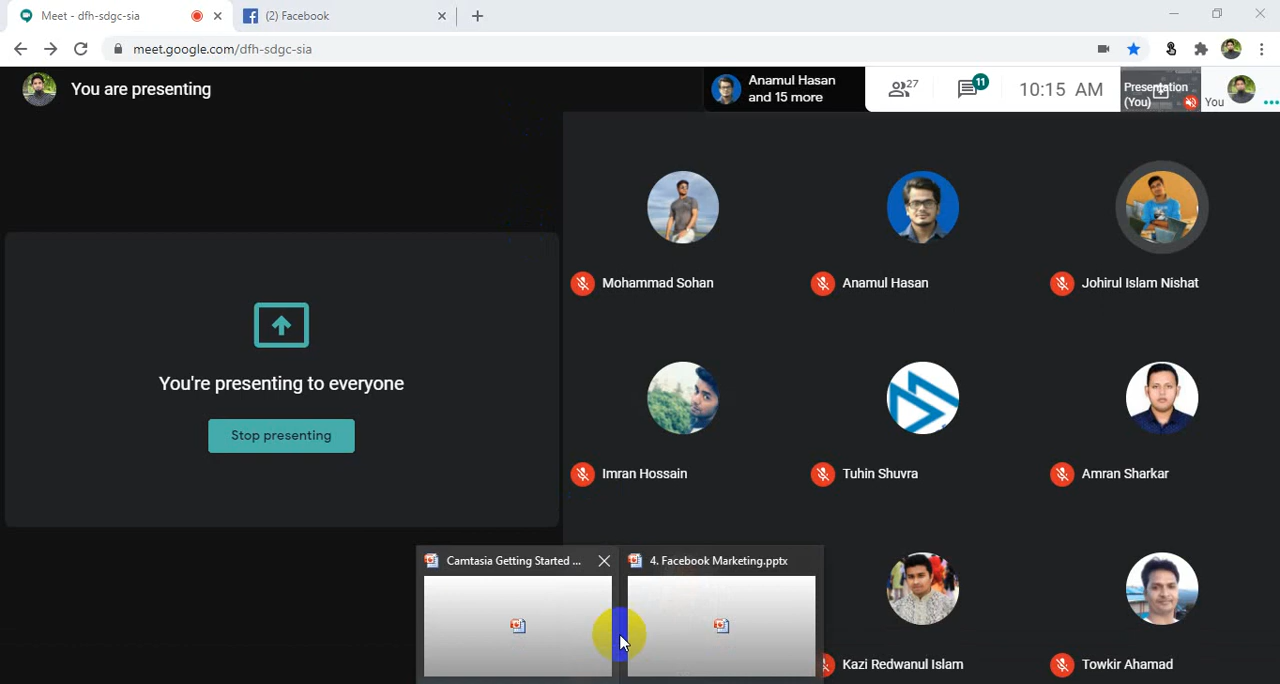 Meet - dfh-sdgc-sia
(2) Facebook
meet.google.com/dfh-sdgc-sia
You are presenting
Anamul Hasan
and 15 more
27
11
10:15 AM
Presentation
(You)
You
Mohammad Sohan
Anamul Hasan
Johirul Islam Nishat
You're presenting to everyone
Stop presenting
Imran Hossain
Tuhin Shuvra
Amran Sharkar
Camtasia Getting Started ...
4. Facebook Marketing.pptx
Kazi Redwanul Islam
Towkir Ahamad